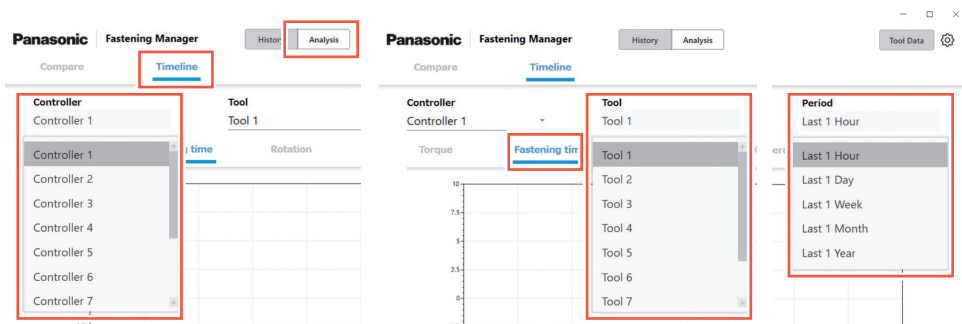 Panasonic Fastening Manager Histor Analysis
Compare Timeline
Controller Tool
Controller 1 Tool 1
Controller 1 time Rotation
Controller 2
Controller 3
Controller 4
Controller 5
Controller 6
Controller 7
Panasonic Fastening Manager History Analysis
Compare Timeline
Controller Tool
Controller 1 Tool 1
Torque Fastening tim Tool 1
Tool 2
Tool 3
Tool 4
Tool 5
Tool 6
Tool 7
10
7.5
5
2.5
0
Tool Data
Period
Last 1 Hour
Last 1 Hour
Last 1 Day
Last 1 Week
Last 1 Month
Last 1 Year